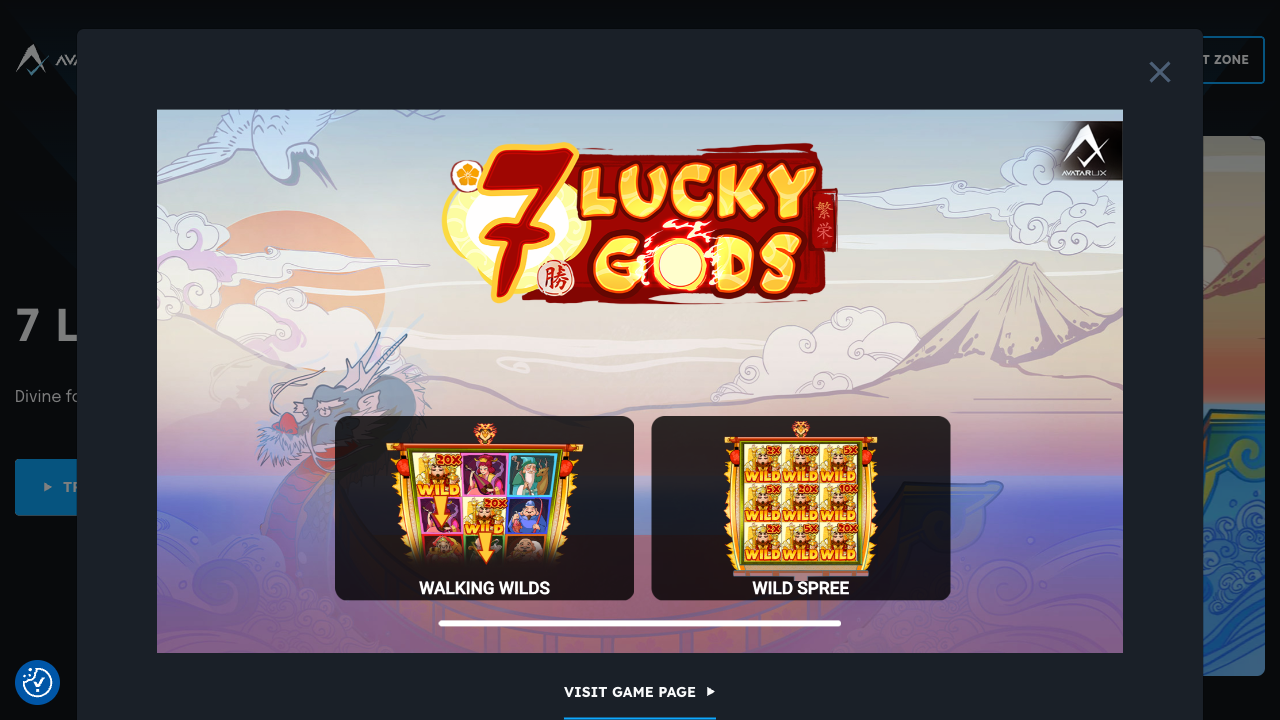 AVA
T ZONE
AVATARUX
7 LUCKY
GODS
繁
栄
勝
7 L
Divine fo
TR
20X
WILD
20X
WILD
2X 10X 5X
WILD WILD WILD
5X 20X 10X
WILD WILD WILD
2X 5X 20X
WILD WILD WILD
WALKING WILDS
WILD SPREE
VISIT GAME PAGE